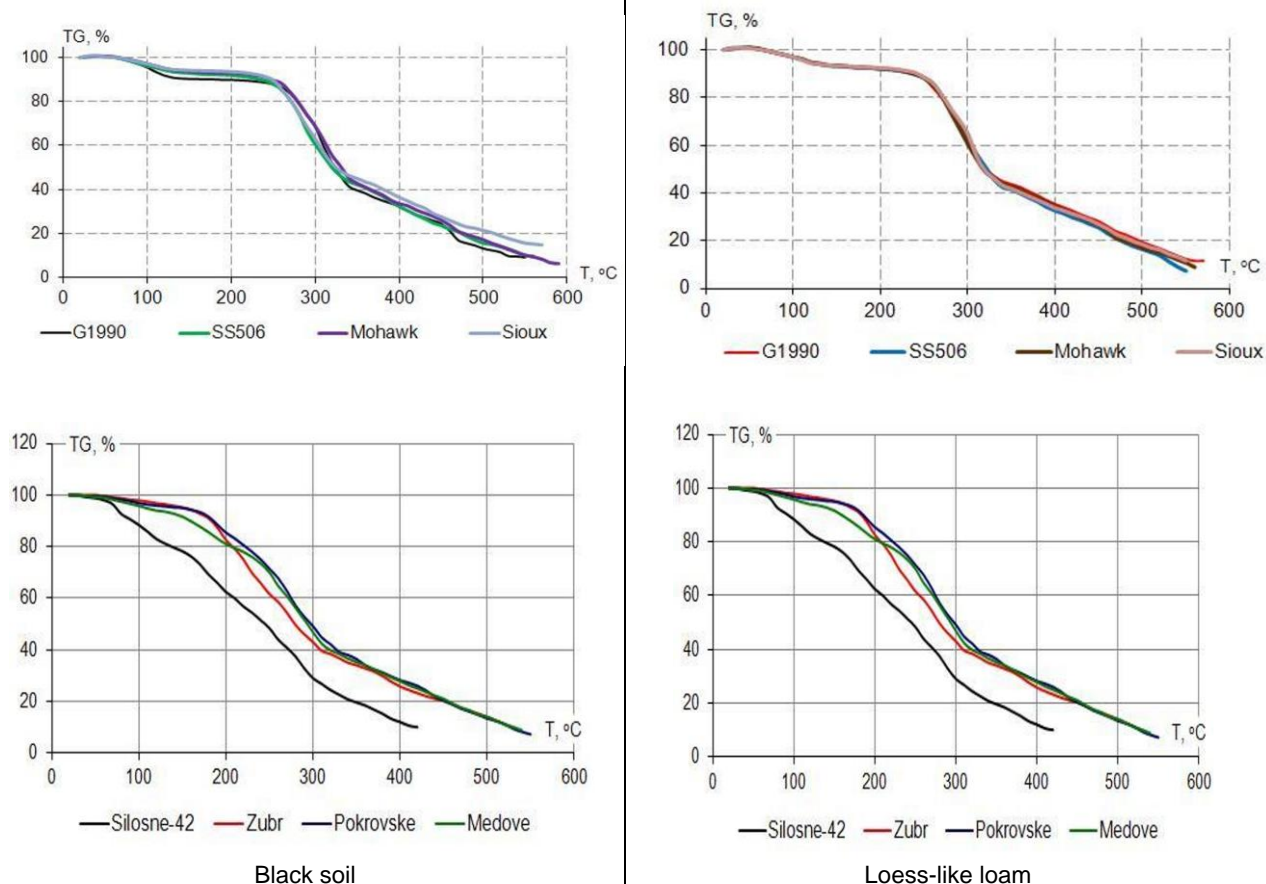 TG, %
100
80
60
40
20
0
T, °C
0 100 200 300 400 500 600
G1990 SS506 Mohawk Sioux
TG, %
100
80
60
40
20
0
T, °C
0 100 200 300 400 500 600
G1990 SS506 Mohawk Sioux
120
TG, %
100
80
60
40
20
0
T, °C
0 100 200 300 400 500 600
Silosne-42 Zubr Pokrovske Medove
Black soil
120
TG, %
100
80
60
40
20
0
T, °C
0 100 200 300 400 500 600
Silosne-42 Zubr Pokrovske Medove
Loess-like loam